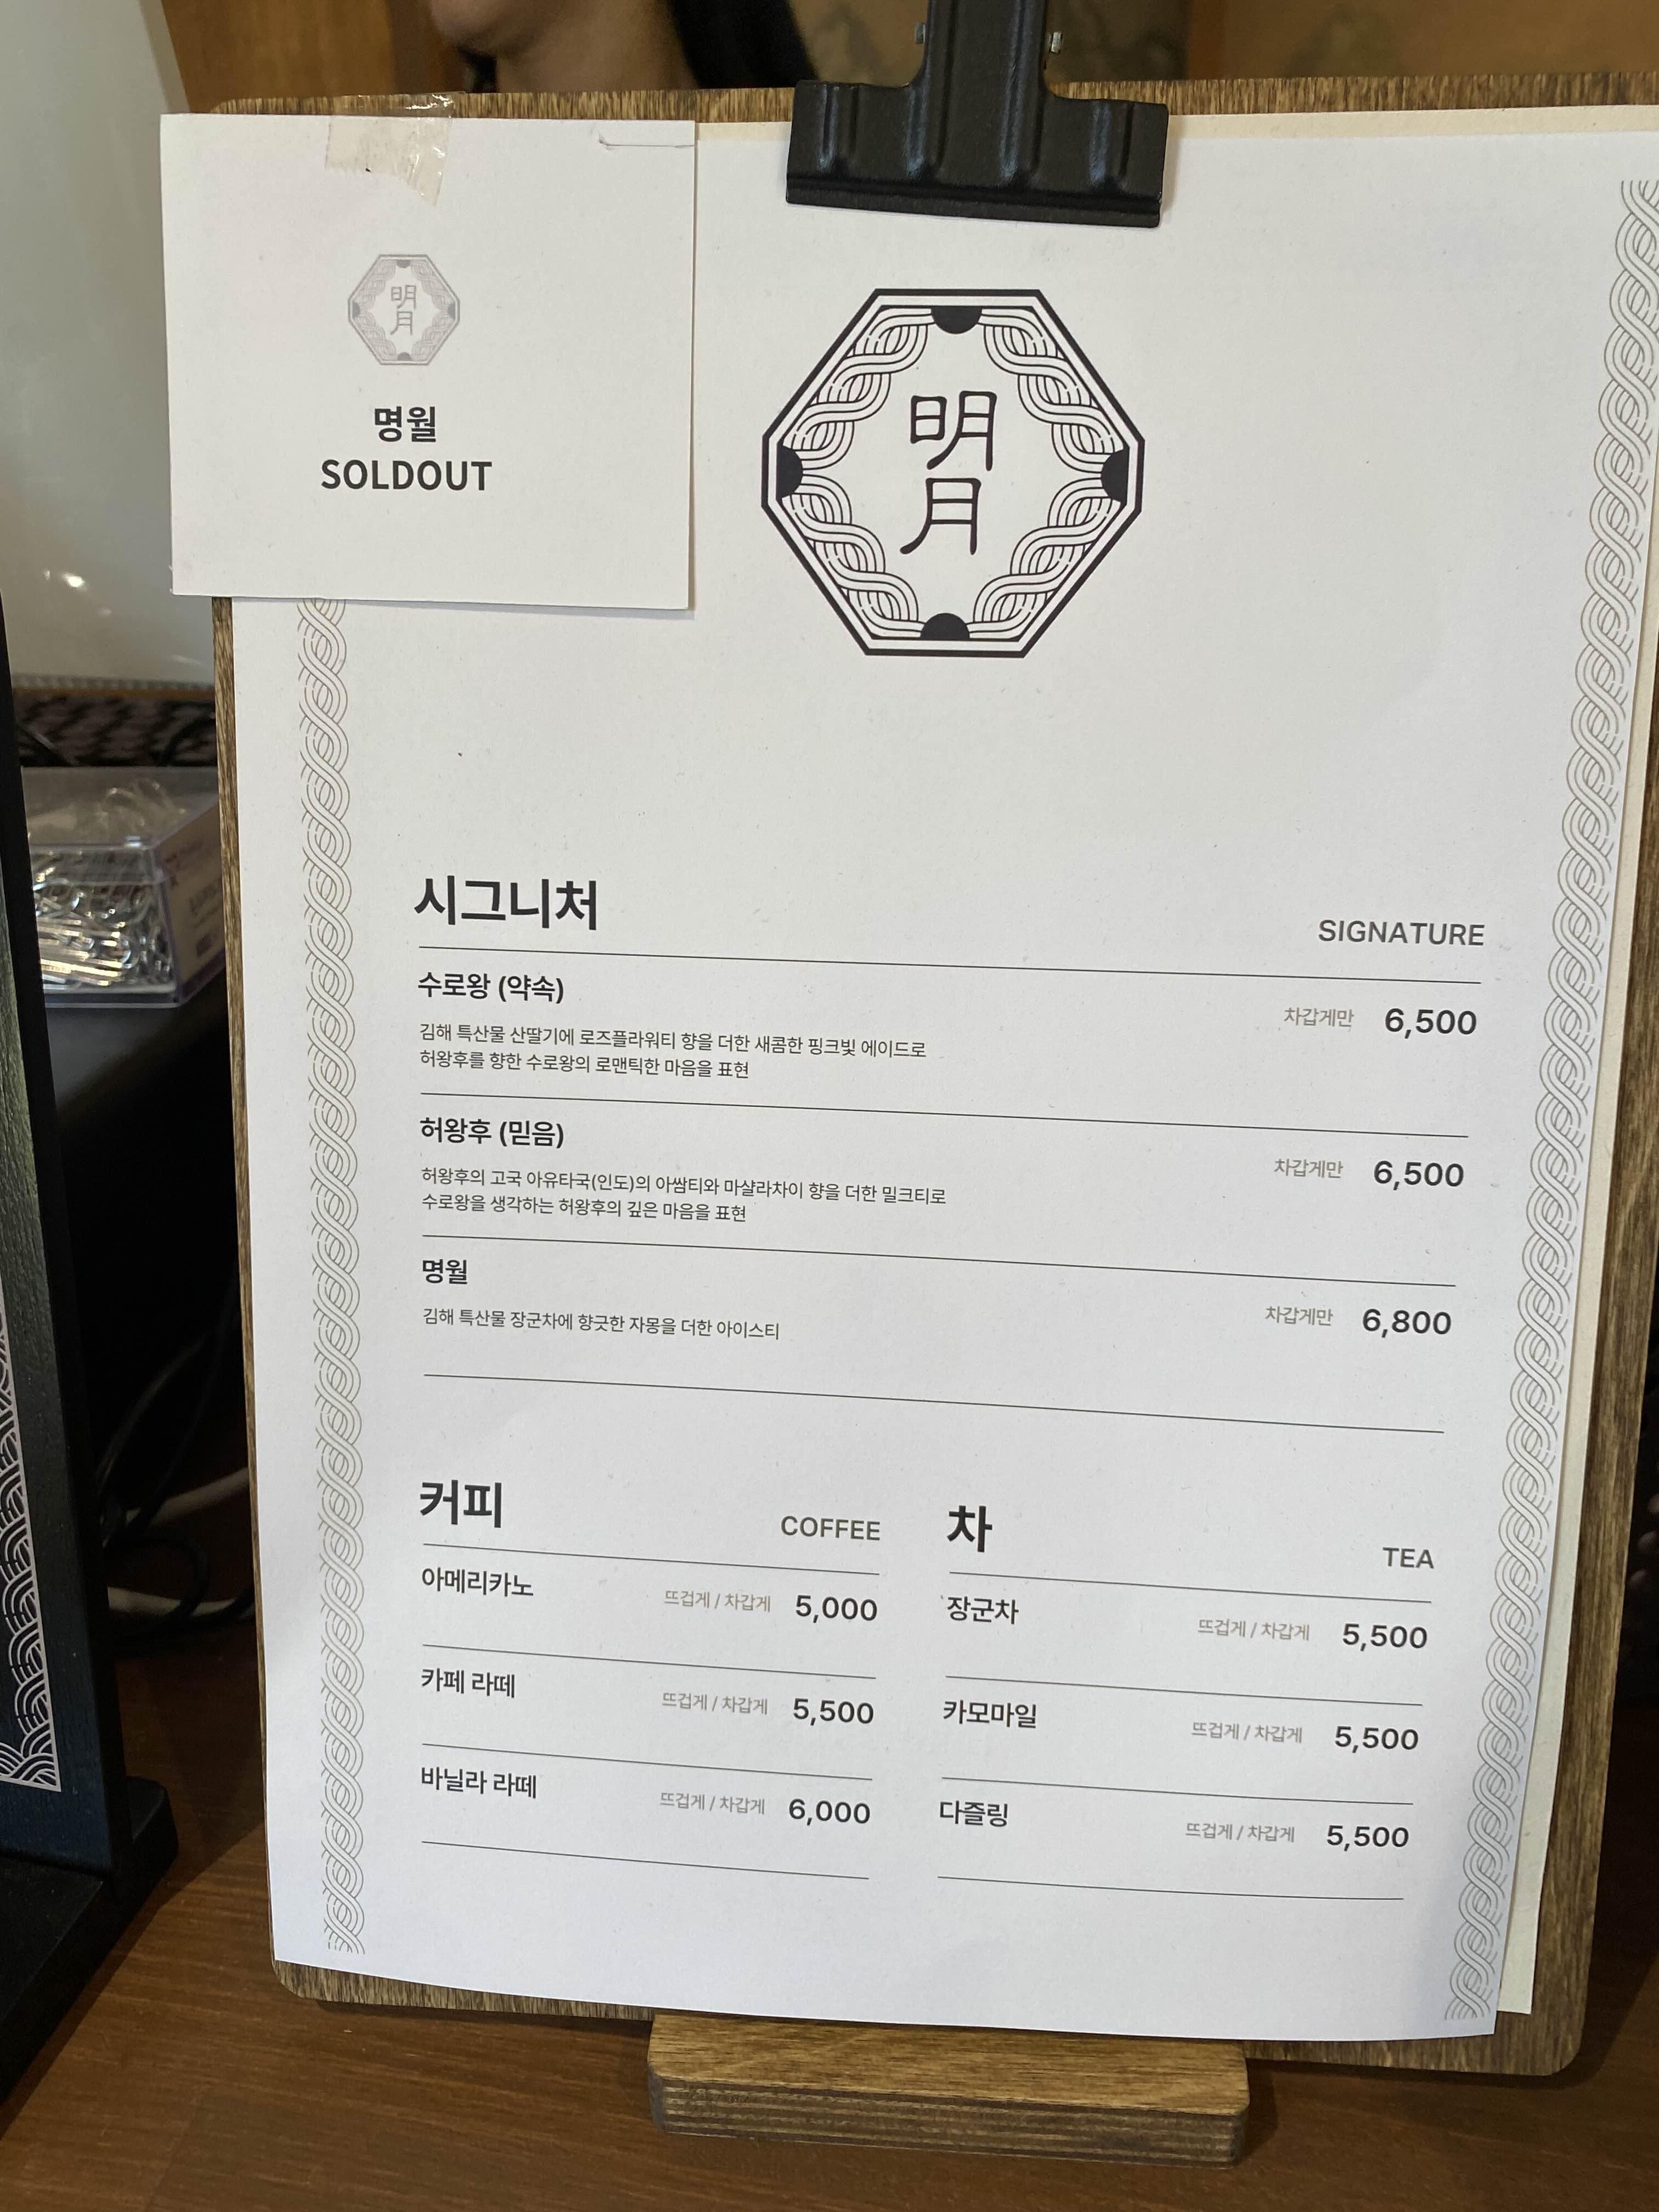 明
月
명월
SOLDOUT
明
月
시그니처
SIGNATURE
수로왕 (약속)
차갑게만 6,500
김해 특산물 산딸기에 로즈플라워티 향을 더한 새콤한 핑크빛 에이드로
허왕후를 향한 수로왕의 로맨틱한 마음을 표현
허왕후 (믿음)
차갑게만 6,500
허왕후의 고국 아유타국(인도)의 아쌈티와 마샬라차이 향을 더한 밀크티로
수로왕을 생각하는 허왕후의 깊은 마음을 표현
명월
차갑게만 6,800
김해 특산물 장군차에 향긋한 자몽을 더한 아이스티
커피
COFFEE
아메리카노 뜨겁게 / 차갑게 5,000
카페 라떼 뜨겁게 / 차갑게 5,500
바닐라 라떼 뜨겁게 / 차갑게 6,000
차
TEA
장군차 뜨겁게 / 차갑게 5,500
카모마일 뜨겁게 / 차갑게 5,500
다즐링 뜨겁게 / 차갑게 5,500